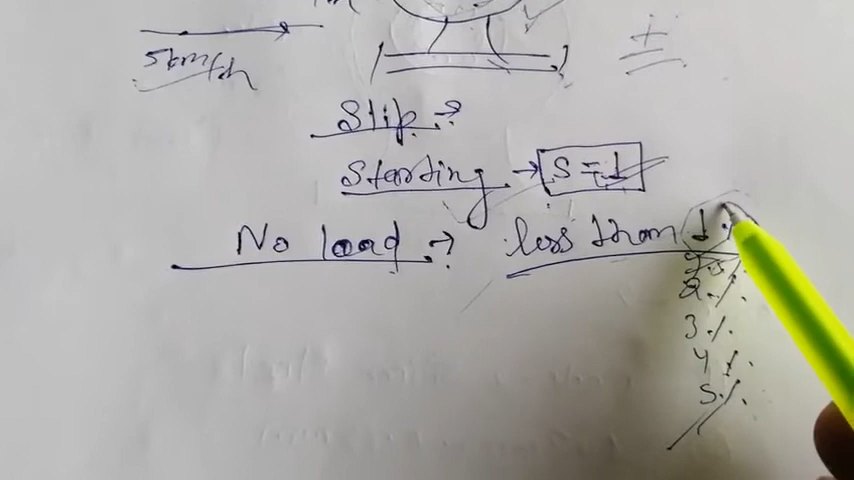 5km/h
+
Slip →?
Starting → S = 1
No load →? less than 1%
2%
3%
4%
5%